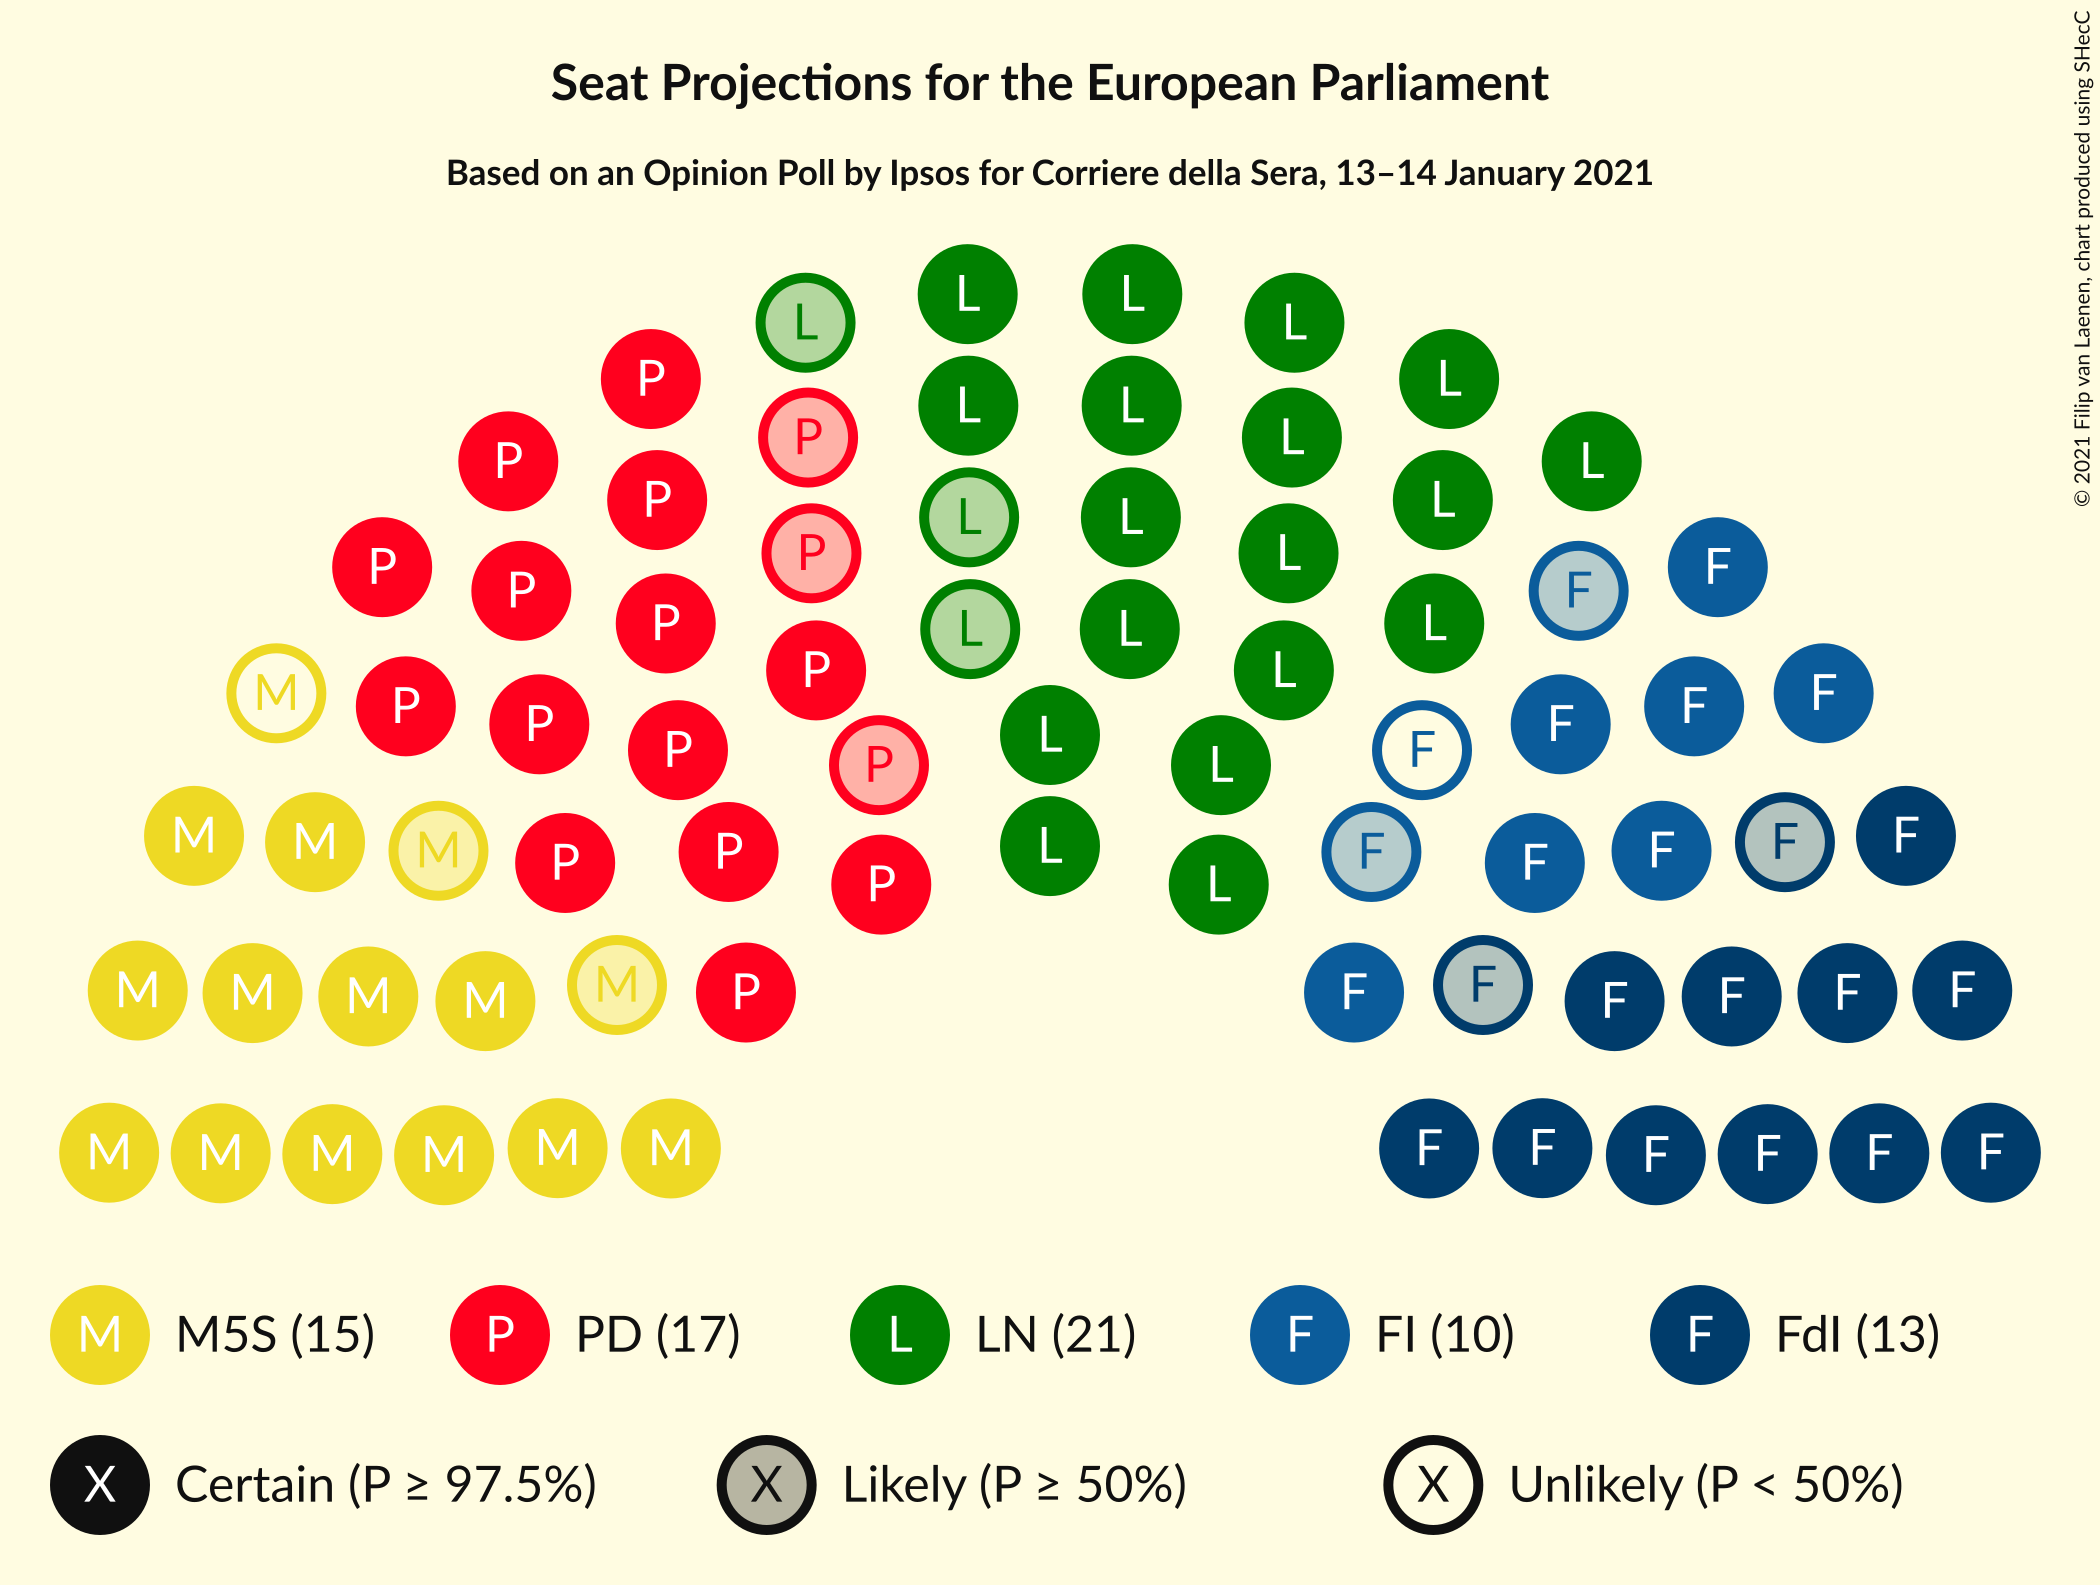 Seat Projections for the European Parliament
Based on an Opinion Poll by Ipsos for Corriere della Sera, 13–14 January 2021
© 2021 Filip van Laenen, chart produced using SHecC
L L L L
P L
P L L L L P L
P P L L L L P F F
P P L L L L
M P P P P P L L F F F F
M M M P P P L L F F F F F
M M M M M P F F F F F F
M M M M M M F F F F F F
M M5S (15) P PD (17) L LN (21) F FI (10) F FdI (13)
X Certain (P ≥ 97.5%) X Likely (P ≥ 50%) X Unlikely (P < 50%)